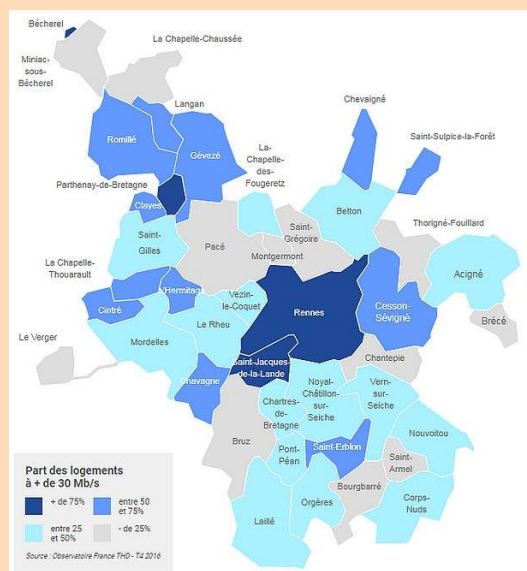 Bécherel
La Chapelle-Chaussée
Miniac-
sous-
Bécherel
Langan
Chevaigné
Romillé
Gévezé
La-
Chapelle-
des-
Fougeretz
Saint-Sulpice-la-Forêt
Parthenay-de-Bretagne
Clayes
Betton
Saint-
Grégoire
Thorigné-Fouillard
Saint-
Gilles
Pacé
Montgermont
La Chapelle-
Thouarault
Acigné
L'Hermitage
Vezin-
le-Coquet
Cintré
Rennes
Cesson-
Sévigné
Brécé
Le Rheu
Le Verger
Mordelles
Saint-Jacques-
de-la-Lande
Chantepie
Chavagne
Noyal-
Châtillon-
sur-
Seiche
Vern-
sur-
Seiche
Chartres-
de-
Bretagne
Nouvoitou
Bruz
Pont-
Péan
Saint-Erblon
Saint-
Armel
Bourgbarré
Corps-
Nuds
Orgères
Laillé
Part des logements
à + de 30 Mb/s
+ de 75%
entre 50
et 75%
entre 25
et 50%
- de 25%
Source : Observatoire France THD - T4 2016